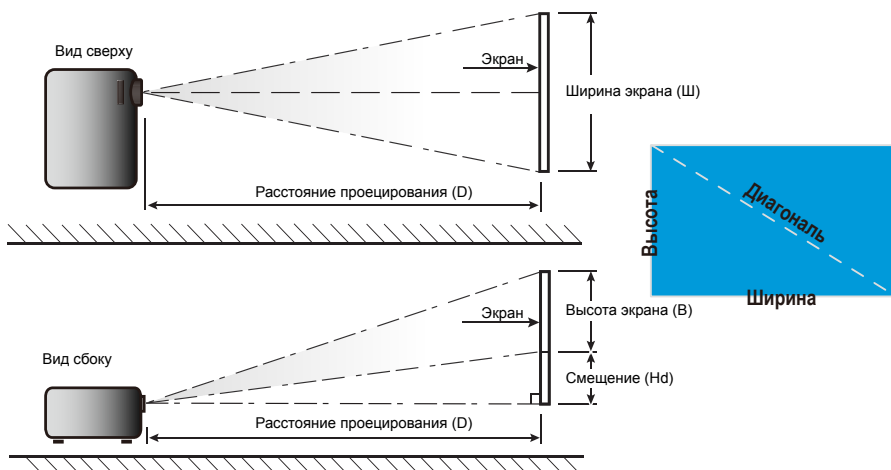 Вид сверху
Экран
Ширина экрана (Ш)
Расстояние проецирования (D)
Высота
Диагональ
Ширина
Экран
Высота экрана (В)
Вид сбоку
Смещение (Hd)
Расстояние проецирования (D)